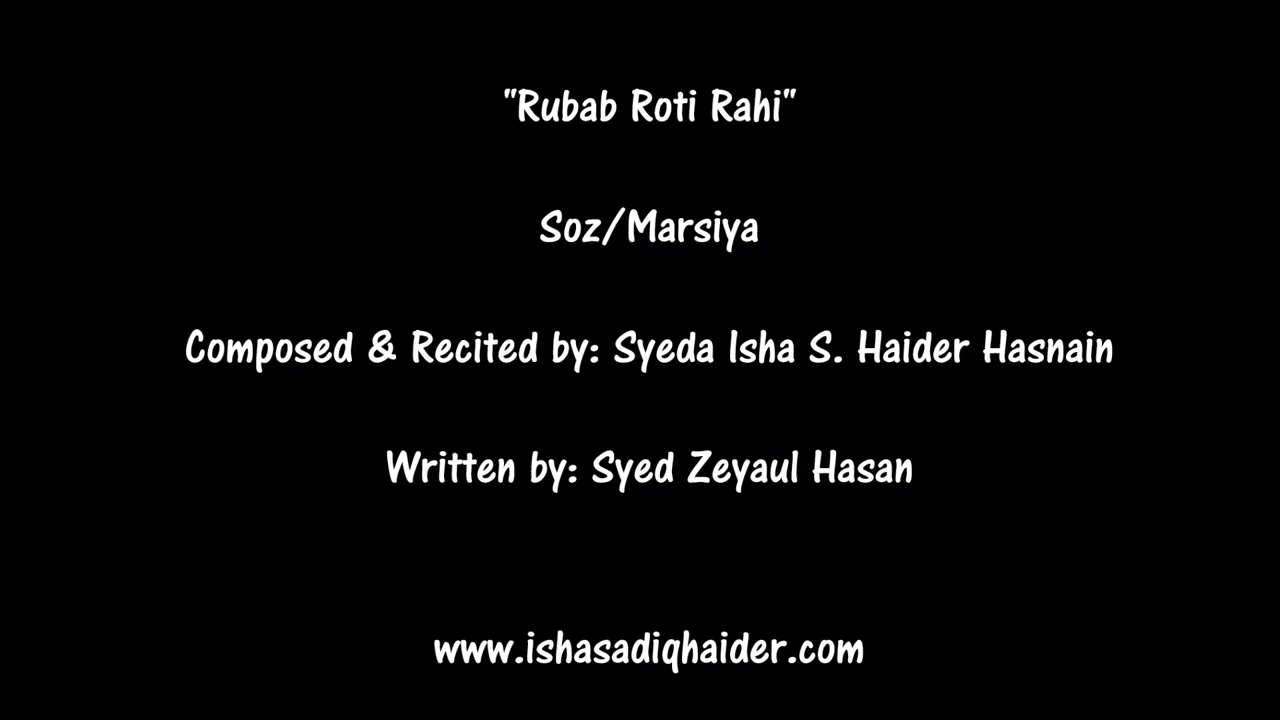 "Rubab Roti Rahi"
Soz/Marsiya
Composed & Recited by: Syeda Isha S. Haider Hasnain
Written by: Syed Zeyaul Hasan
www.ishasadiqhaider.com